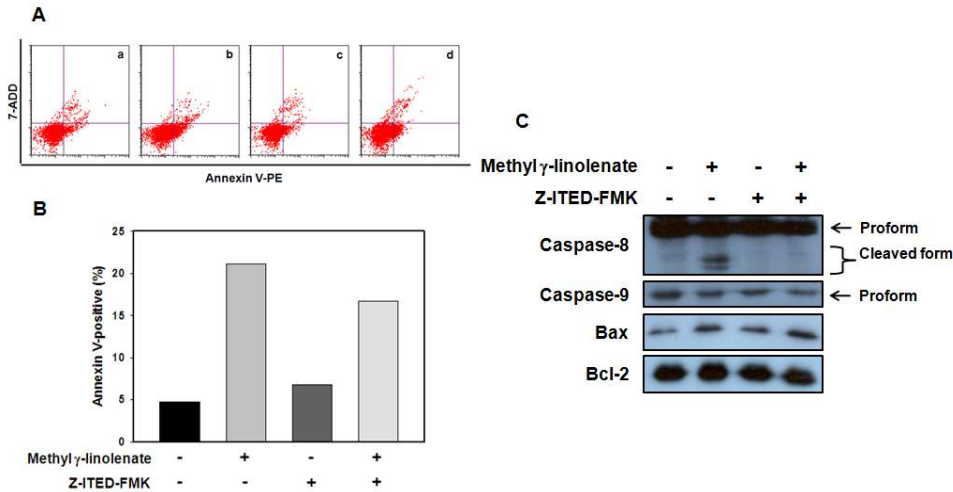 A
a b c d
7-ADD
Annexin V-PE
B
Annexin V-positive (%)
25
20
15
10
5
0
Methyl γ-linolenate - + - +
Z-ITED-FMK - - + +
C
Methyl γ-linolenate - + - +
Z-ITED-FMK - - + +
Caspase-8 ← Proform
Cleaved form
Caspase-9 ← Proform
Bax
Bcl-2